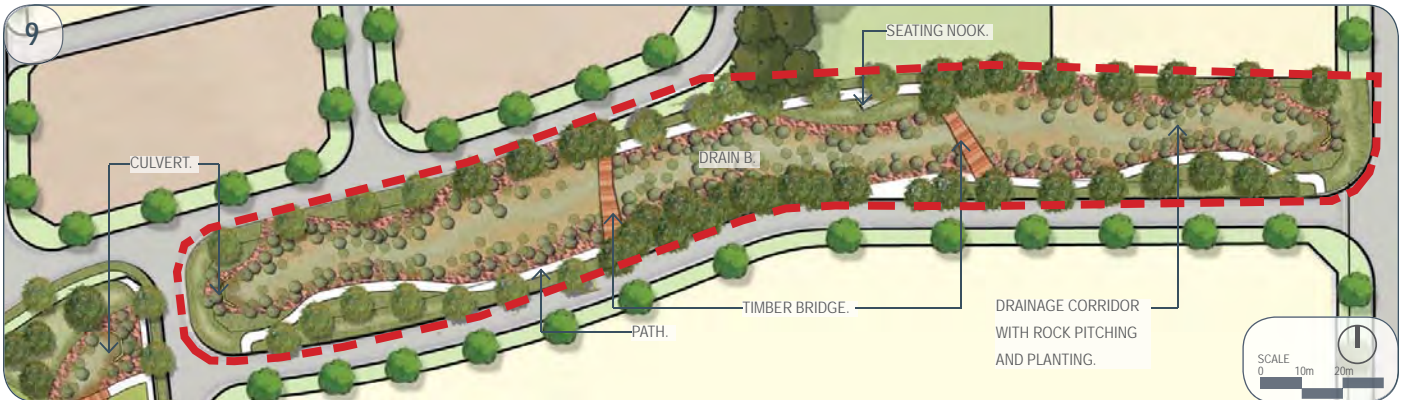 9
SEATING NOOK.
CULVERT.
DRAIN B.
TIMBER BRIDGE.
PATH.
DRAINAGE CORRIDOR
WITH ROCK PITCHING
AND PLANTING.
SCALE
0 10m 20m